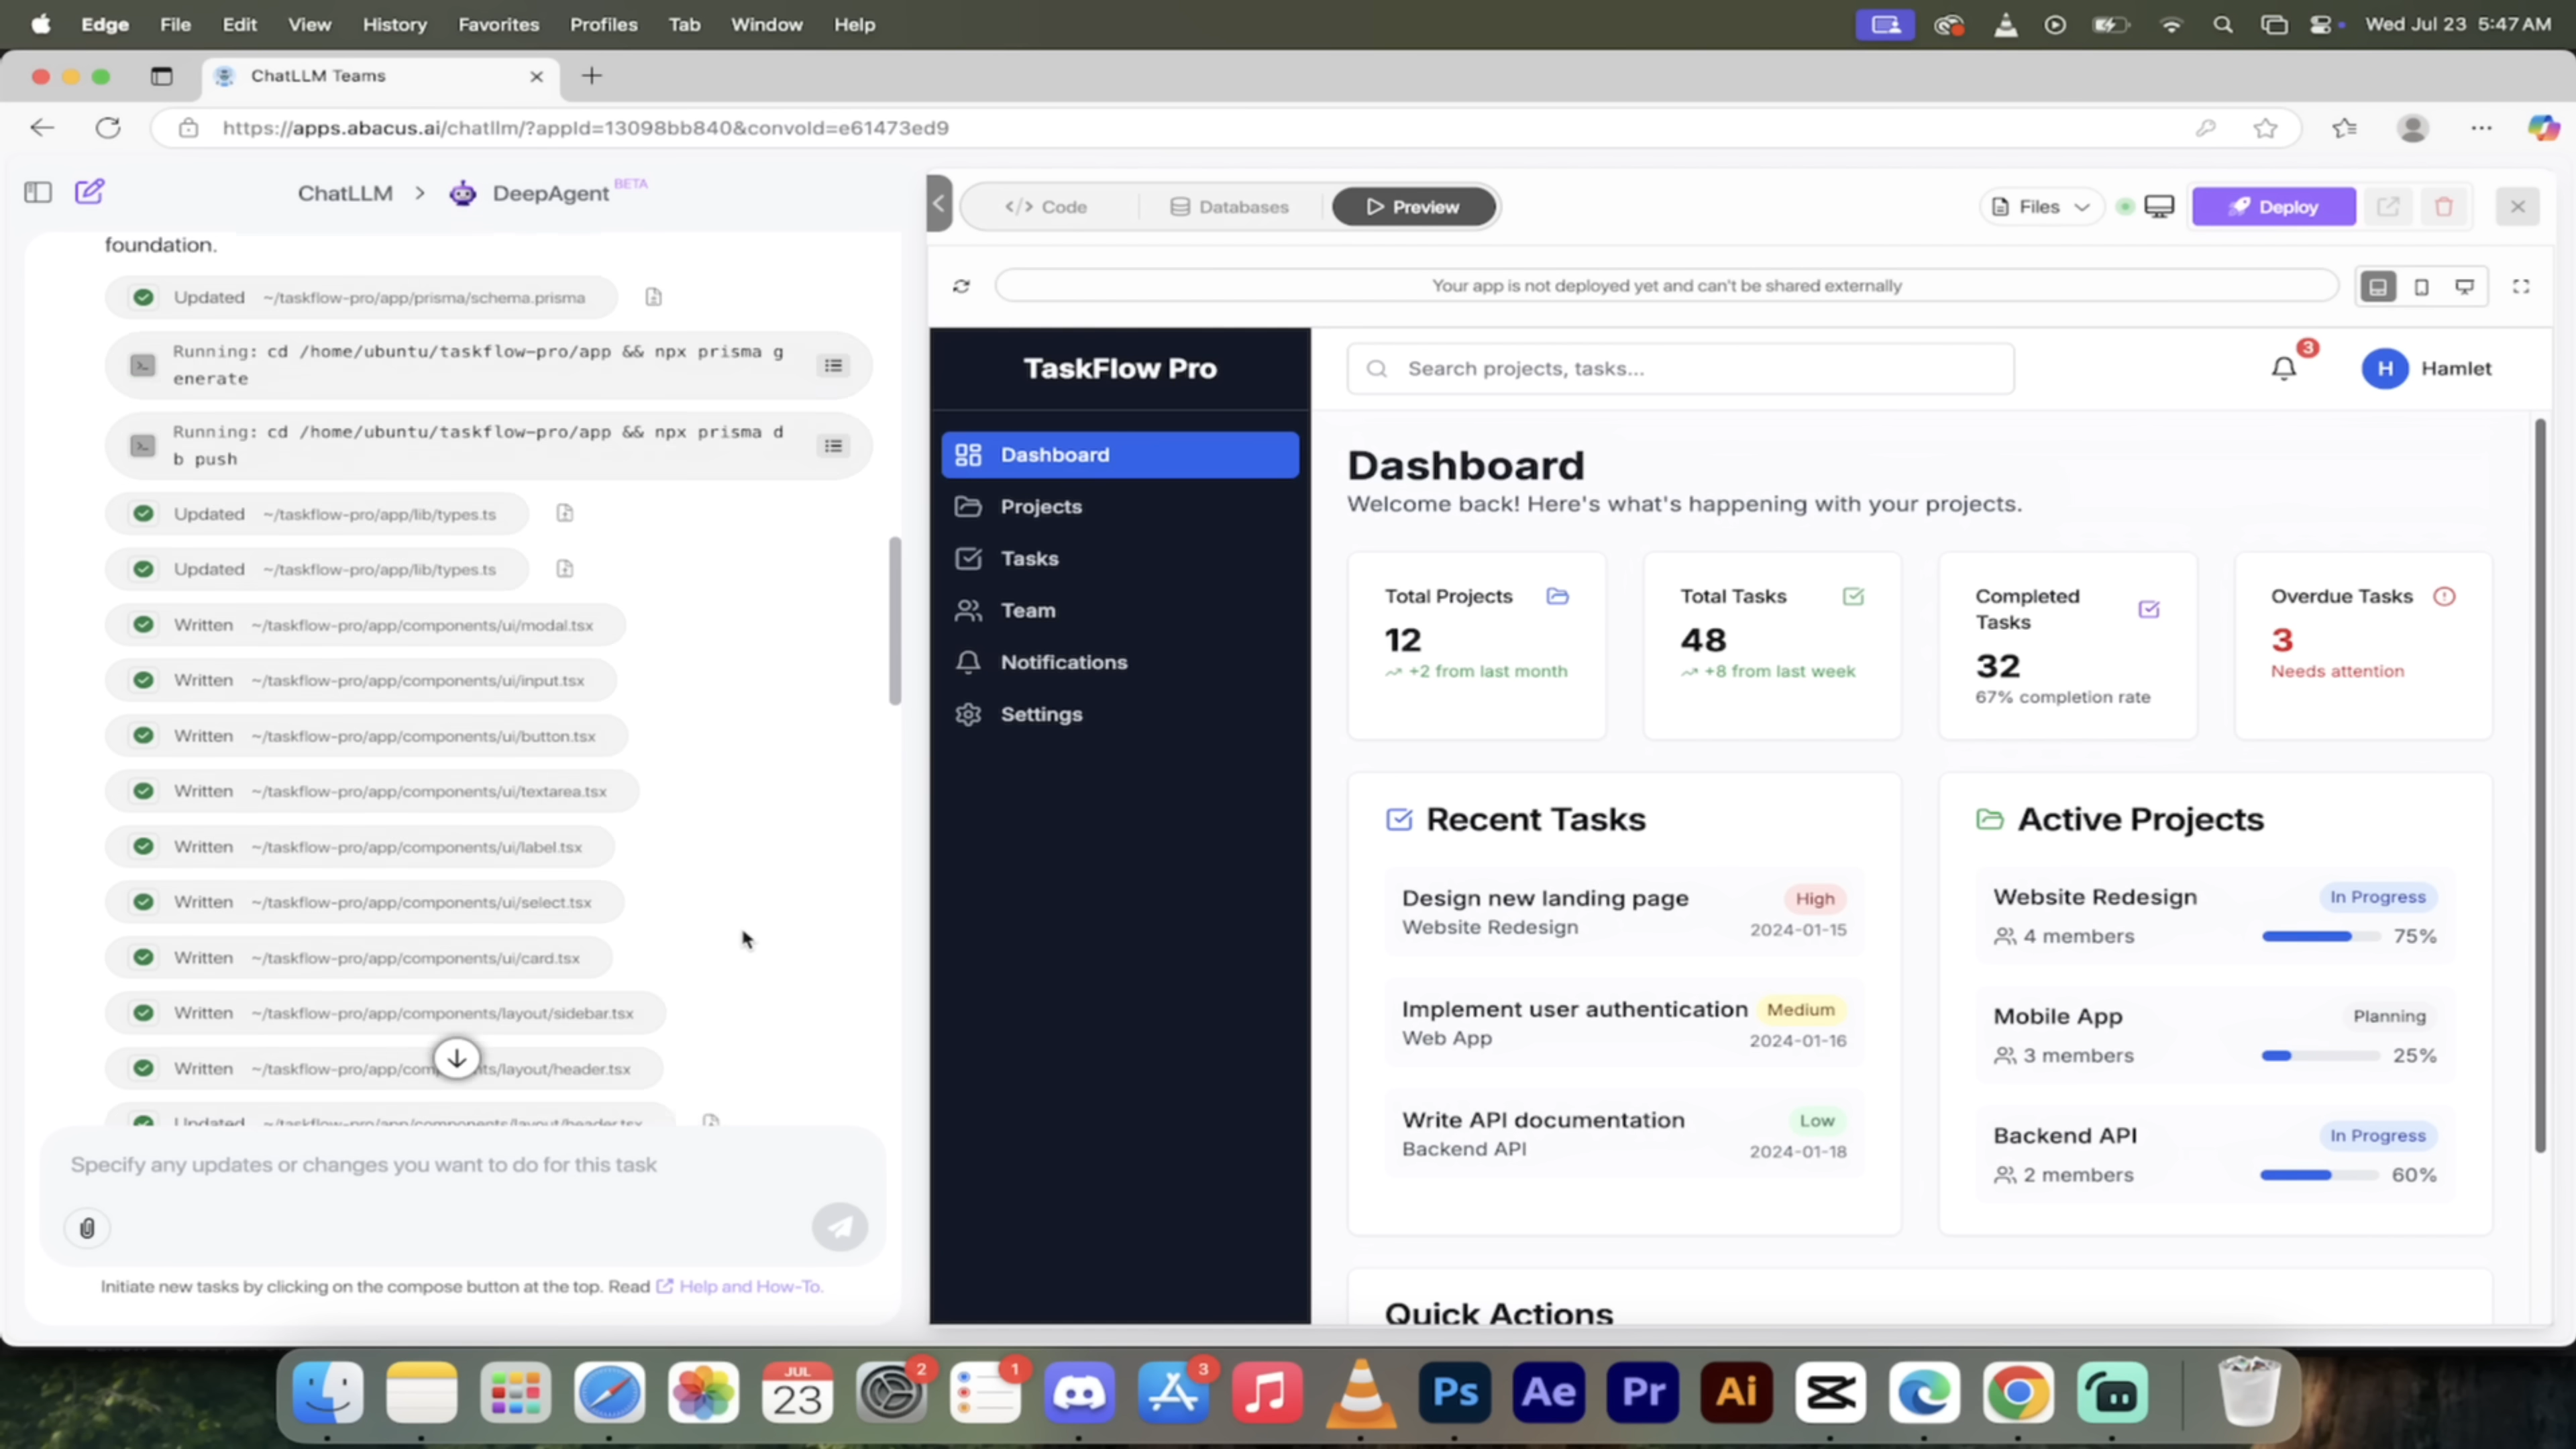 Edge File Edit View History Favorites Profiles Tab Window Help Wed Jul 23 5:47 AM
ChatLLM Teams
https://apps.abacus.ai/chatllm/?appId=13098bb840&convoId=e61473ed9
ChatLLM > DeepAgent BETA
foundation.
Updated ~/taskflow-pro/app/prisma/schema.prisma
Running: cd /home/ubuntu/taskflow-pro/app && npx prisma g
enerate
Running: cd /home/ubuntu/taskflow-pro/app && npx prisma d
b push
Updated ~/taskflow-pro/app/lib/types.ts
Updated ~/taskflow-pro/app/lib/types.ts
Written ~/taskflow-pro/app/components/ui/modal.tsx
Written ~/taskflow-pro/app/components/ui/input.tsx
Written ~/taskflow-pro/app/components/ui/button.tsx
Written ~/taskflow-pro/app/components/ui/textarea.tsx
Written ~/taskflow-pro/app/components/ui/label.tsx
Written ~/taskflow-pro/app/components/ui/select.tsx
Written ~/taskflow-pro/app/components/ui/card.tsx
Written ~/taskflow-pro/app/components/layout/sidebar.tsx
Written ~/taskflow-pro/app/com nts/layout/header.tsx
Updated ~/taskflow-pro/app/components/layout/header.tsx
Specify any updates or changes you want to do for this task
Initiate new tasks by clicking on the compose button at the top. Read Help and How-To.
</> Code Databases Preview Files Deploy
Your app is not deployed yet and can't be shared externally
TaskFlow Pro
Dashboard
Projects
Tasks
Team
Notifications
Settings
Search projects, tasks...
3
H Hamlet
Dashboard
Welcome back! Here's what's happening with your projects.
Total Projects
12
+2 from last month
Total Tasks
48
+8 from last week
Completed
Tasks
32
67% completion rate
Overdue Tasks
3
Needs attention
Recent Tasks
Design new landing page High
Website Redesign 2024-01-15
Implement user authentication Medium
Web App 2024-01-16
Write API documentation Low
Backend API 2024-01-18
Active Projects
Website Redesign In Progress
4 members 75%
Mobile App Planning
3 members 25%
Backend API In Progress
2 members 60%
Quick Actions
JUL
23
2
1
3
Ps Ae Pr Ai